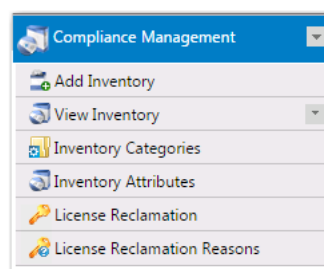 Compliance Management
Add Inventory
View Inventory
Inventory Categories
Inventory Attributes
License Reclamation
License Reclamation Reasons